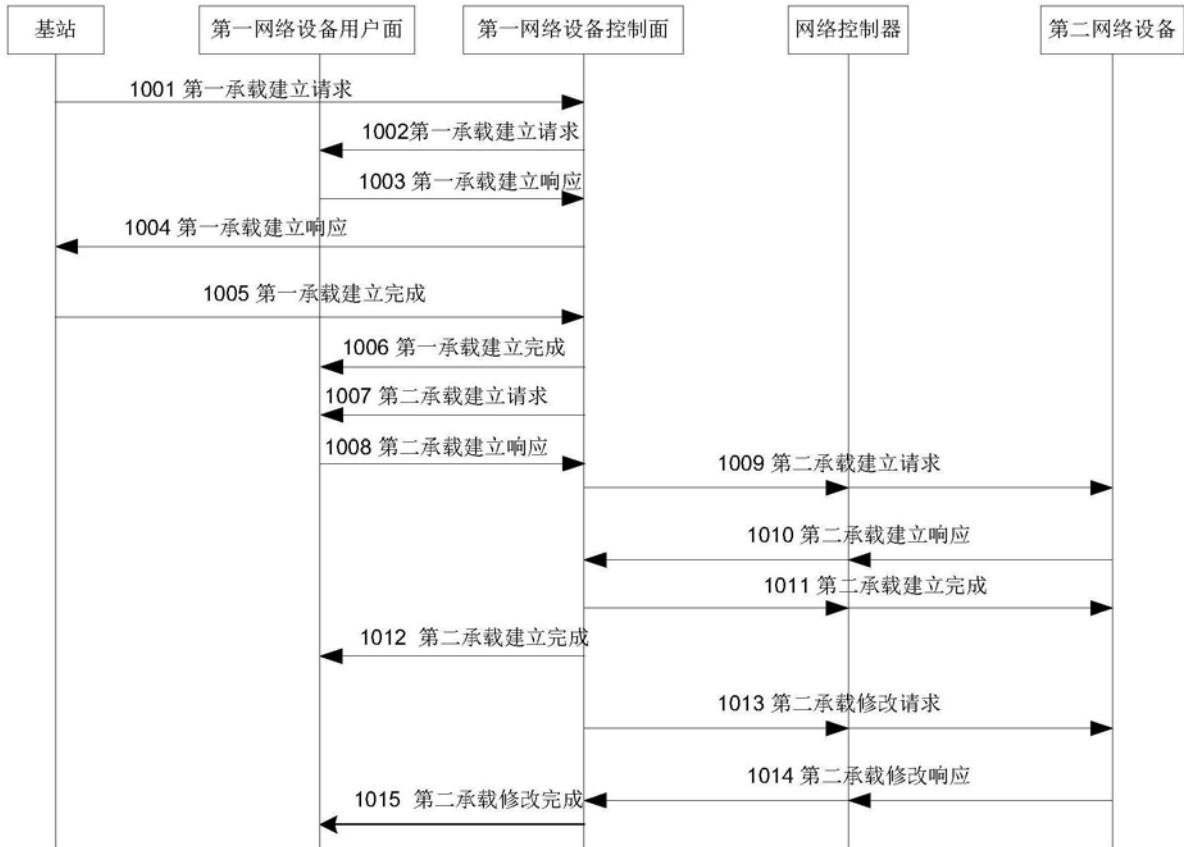 基站
第一网络设备用户面
第一网络设备控制面
网络控制器
第二网络设备
1001 第一承载建立请求
1002第一承载建立请求
1003 第一承载建立响应
1004 第一承载建立响应
1005 第一承载建立完成
1006 第一承载建立完成
1007 第二承载建立请求
1008 第二承载建立响应
1009 第二承载建立请求
1010 第二承载建立响应
1011 第二承载建立完成
1012 第二承载建立完成
1013 第二承载修改请求
1014 第二承载修改响应
1015 第二承载修改完成